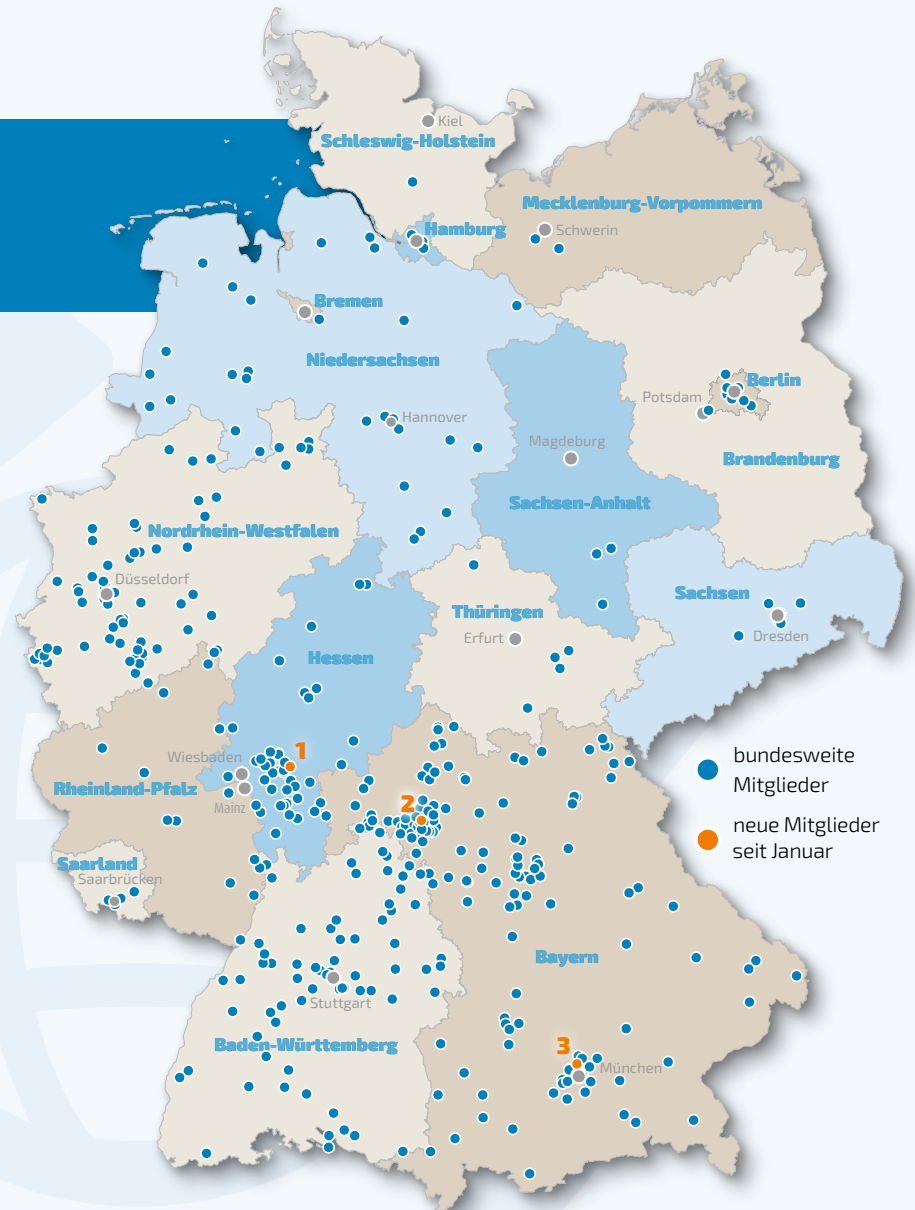 Kiel
Schleswig-Holstein
Mecklenburg-Vorpommern
Hamburg
Schwerin
Bremen
Niedersachsen
Berlin
Potsdam
Hannover
Magdeburg
Brandenburg
Sachsen-Anhalt
Nordrhein-Westfalen
Düsseldorf
Sachsen
Thüringen
Erfurt
Dresden
Hessen
1
Wiesbaden
bundesweite
Mitglieder
Rheinland-Pfalz
Mainz
2
neue Mitglieder
seit Januar
Saarland
Saarbrücken
Bayern
Stuttgart
Baden-Württemberg
3
München